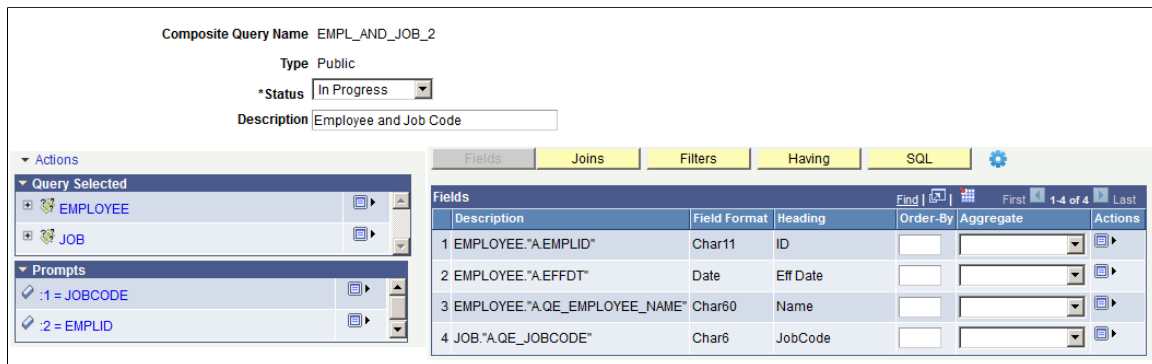 Composite Query Name EMPL_AND_JOB_2
Type Public
*Status In Progress
Description Employee and Job Code
Actions
Query Selected
EMPLOYEE
JOB
Prompts
:1 = JOBCODE
:2 = EMPLID
Fields Joins Filters Having SQL
Fields Find | | First 1-4 of 4 Last
Description Field Format Heading Order-By Aggregate Actions
1 EMPLOYEE."A.EMPLID" Char11 ID
2 EMPLOYEE."A.EFFDT" Date Eff Date
3 EMPLOYEE."A.QE_EMPLOYEE_NAME" Char60 Name
4 JOB."A.QE_JOBCODE" Char6 JobCode